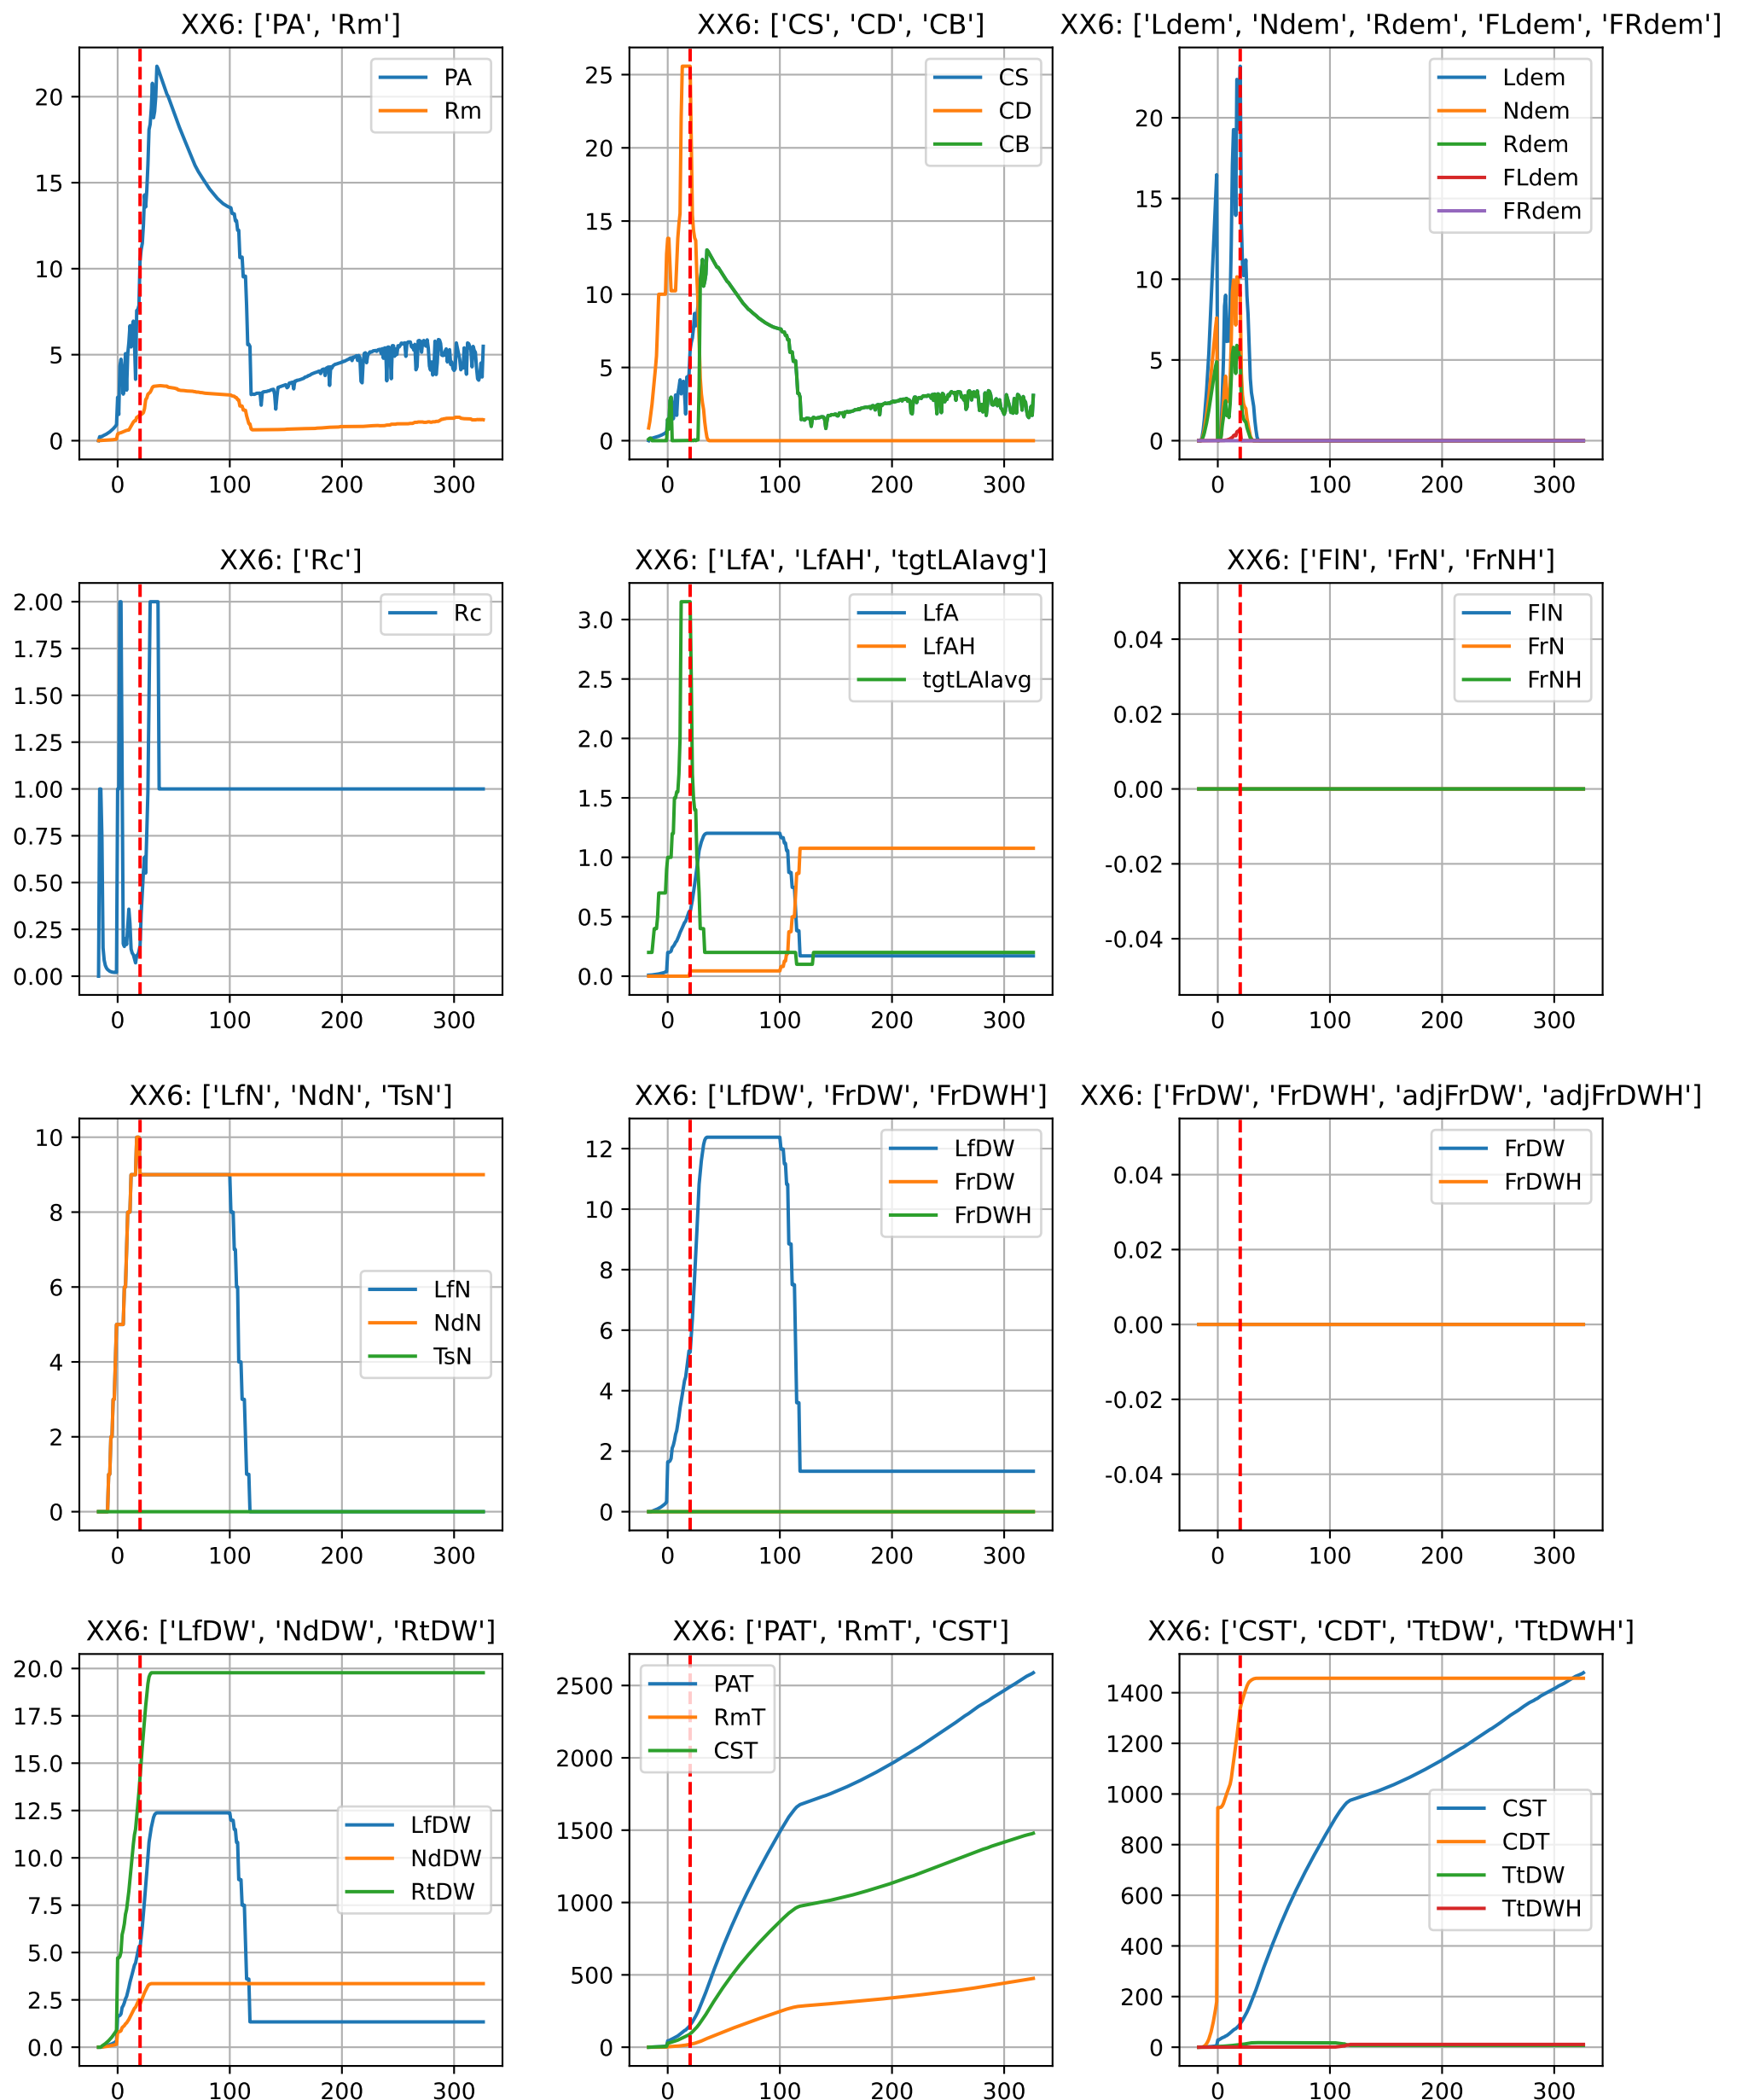 XX6: ['PA', 'Rm']
PA
Rm
20
15
10
5
0
0 100 200 300
XX6: ['CS', 'CD', 'CB']
CS
CD
CB
25
20
15
10
5
0
0 100 200 300
XX6: ['Ldem', 'Ndem', 'Rdem', 'FLdem', 'FRdem']
Ldem
Ndem
Rdem
FLdem
FRdem
20
15
10
5
0
0 100 200 300
XX6: ['Rc']
Rc
2.00
1.75
1.50
1.25
1.00
0.75
0.50
0.25
0.00
0 100 200 300
XX6: ['LfA', 'LfAH', 'tgtLAIavg']
LfA
LfAH
tgtLAIavg
3.0
2.5
2.0
1.5
1.0
0.5
0.0
0 100 200 300
XX6: ['FlN', 'FrN', 'FrNH']
FlN
FrN
FrNH
0.04
0.02
0.00
-0.02
-0.04
0 100 200 300
XX6: ['LfN', 'NdN', 'TsN']
LfN
NdN
TsN
10
8
6
4
2
0
0 100 200 300
XX6: ['LfDW', 'FrDW', 'FrDWH']
LfDW
FrDW
FrDWH
12
10
8
6
4
2
0
0 100 200 300
XX6: ['FrDW', 'FrDWH', 'adjFrDW', 'adjFrDWH']
FrDW
FrDWH
0.04
0.02
0.00
-0.02
-0.04
0 100 200 300
XX6: ['LfDW', 'NdDW', 'RtDW']
LfDW
NdDW
RtDW
20.0
17.5
15.0
12.5
10.0
7.5
5.0
2.5
0.0
0 100 200 300
XX6: ['PAT', 'RmT', 'CST']
PAT
RmT
CST
2500
2000
1500
1000
500
0
0 100 200 300
XX6: ['CST', 'CDT', 'TtDW', 'TtDWH']
CST
CDT
TtDW
TtDWH
1400
1200
1000
800
600
400
200
0
0 100 200 300